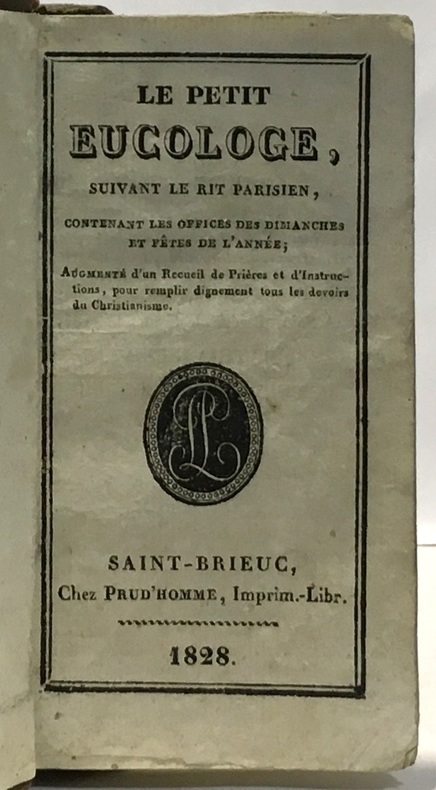 LE PETIT
EUCOLOGE,
SUIVANT LE RIT PARISIEN,
CONTENANT LES OFFICES DES DIMANCHES
ET FÊTES DE L'ANNÉE;
AUGMENTÉ d'un Recueil de Prières et d'Instruc-
tions, pour remplir dignement tous les devoirs
du Christianisme.
SAINT-BRIEUC,
Chez PRUD'HOMME, Imprim.-Libr.
1828.